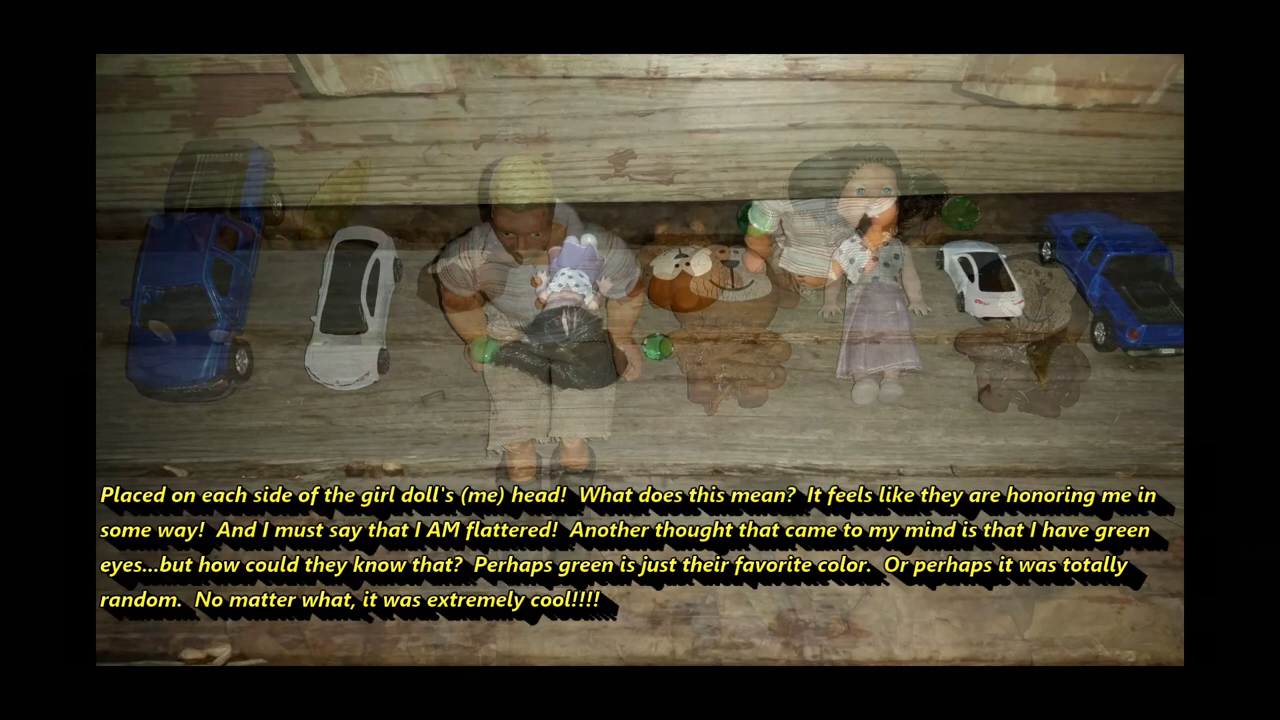 Placed on each side of the girl doll's (me) head!  What does this mean?  It feels like they are honoring me in
some way!  And I must say that I AM flattered!  Another thought that came to my mind is that I have green
eyes...but how could they know that?  Perhaps green is just their favorite color.  Or perhaps it was totally
random.  No matter what, it was extremely cool!!!!